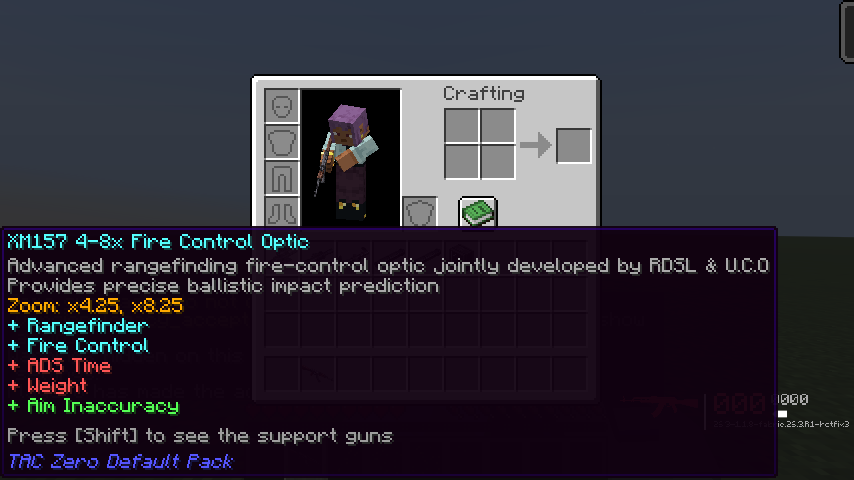 Crafting
XM157 4-8x Fire Control Optic
Advanced rangefinding fire-control optic jointly developed by RDSL & U.C.O
Provides precise ballistic impact prediction
Zoom: x4.25, x8.25
+ Rangefinder
+ Fire Control
+ ADS Time
+ Weight
+ Aim Inaccuracy
Press [Shift] to see the support guns
TAC Zero Default Pack
000 0000